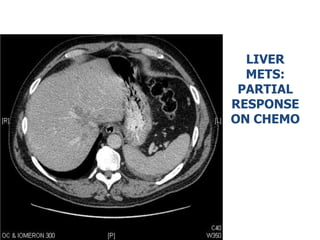 LIVER
METS:
PARTIAL
RESPONSE
ON CHEMO
[R]
[L]
C40
OC & IOMERON 300
[P]
W350